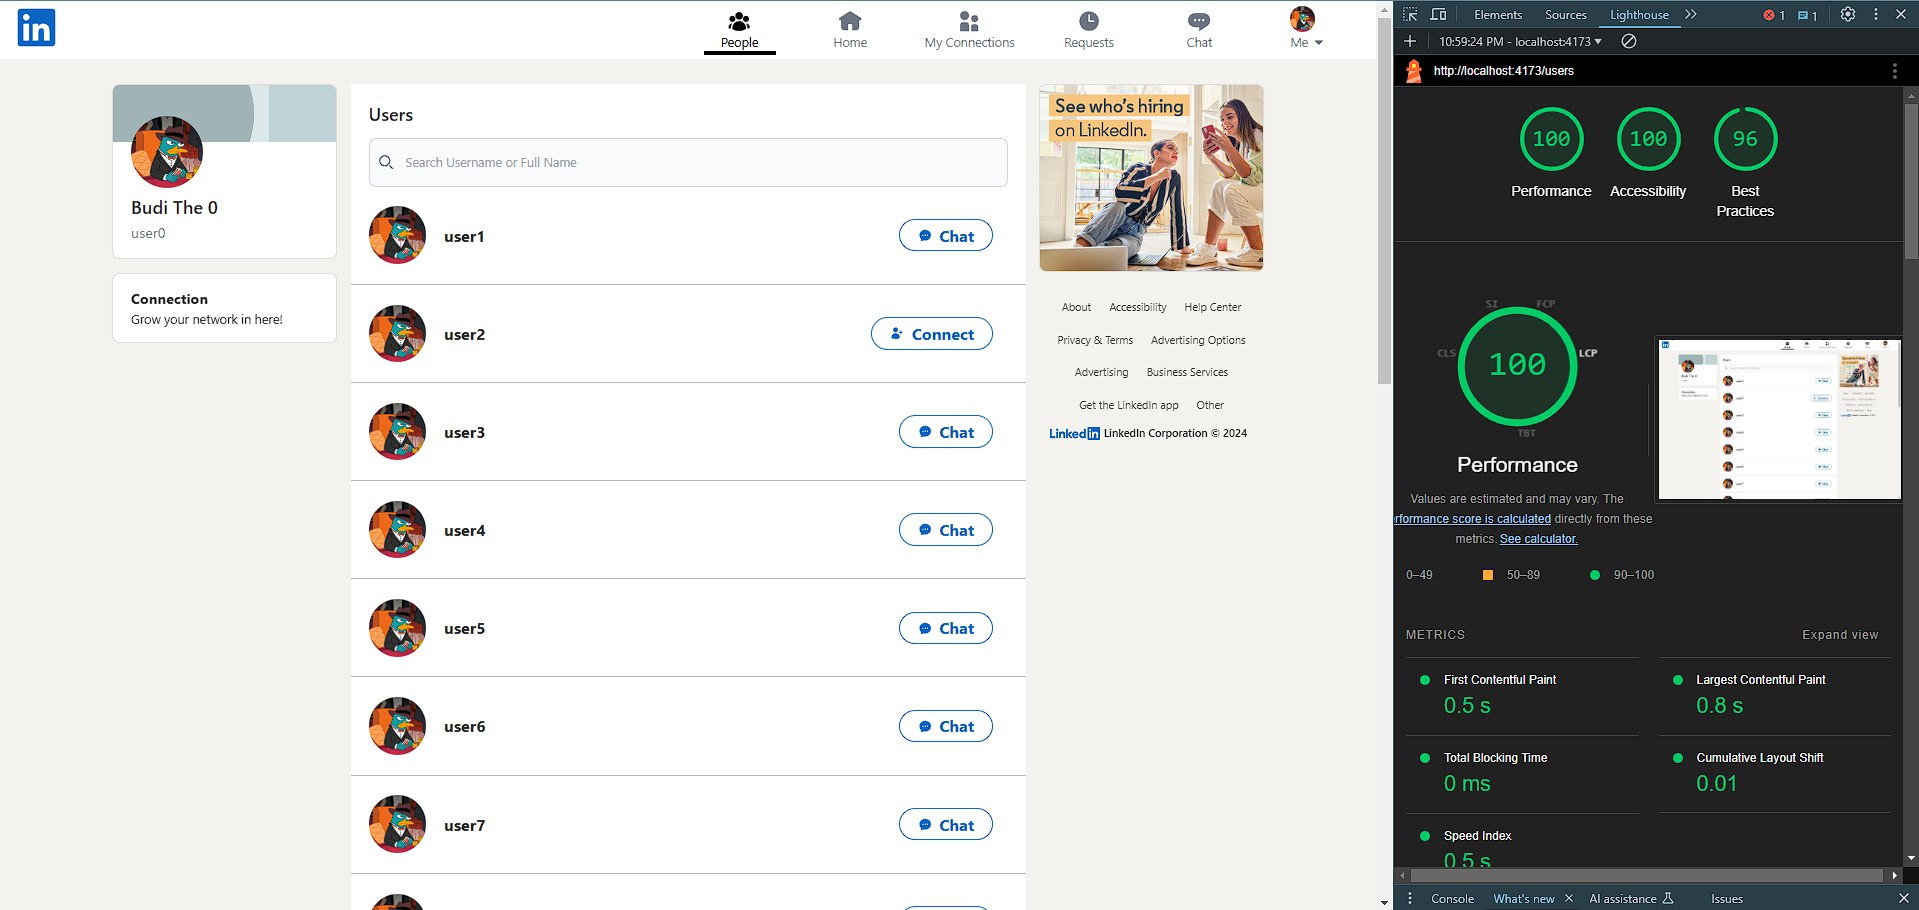 in
People
Home
My Connections
Requests
Chat
Me
Budi The 0
user0
Connection
Grow your network in here!
Users
Search Username or Full Name
user1
Chat
user2
Connect
user3
Chat
user4
Chat
user5
Chat
user6
Chat
user7
Chat
See who's hiring
on LinkedIn.
About Accessibility Help Center
Privacy & Terms Advertising Options
Advertising Business Services
Get the LinkedIn app Other
Linked in LinkedIn Corporation © 2024
Elements Sources Lighthouse 1 1
10:59:24 PM - localhost:4173
http://localhost:4173/users
100 100 96
Performance Accessibility Best
Practices
SI FCP
CLS 100 LCP
TBT
Performance
Values are estimated and may vary. The
rformance score is calculated directly from these
metrics. See calculator.
0–49 50–89 90–100
METRICS Expand view
First Contentful Paint
0.5 s
Largest Contentful Paint
0.8 s
Total Blocking Time
0 ms
Cumulative Layout Shift
0.01
Speed Index
0.5 s
Console What's new AI assistance Issues